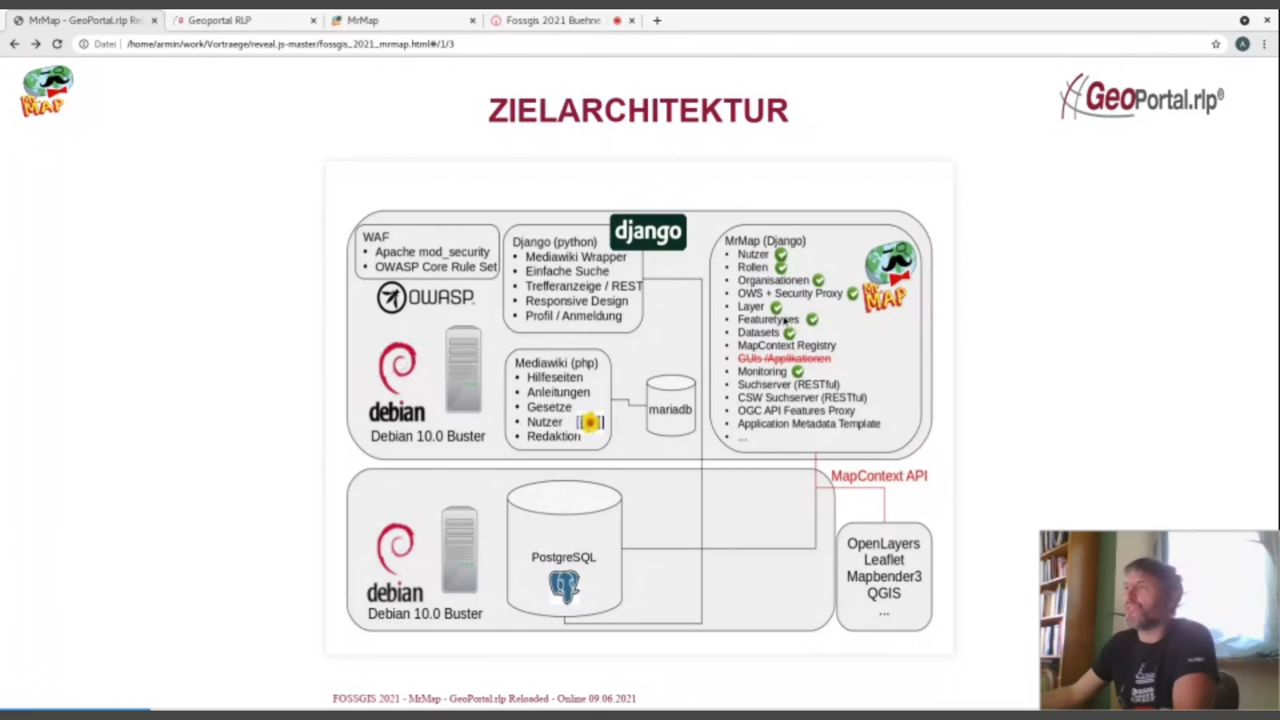 MrMap - GeoPortal.rlp Rel
Geoportal RLP
MrMap
Fossgis 2021 Buehne
Datei
/home/armin/work/Vortraege/reveal.js-master/fossgis_2021_mrmap.html#/1/3
A
Mr MAP
ZIELARCHITEKTUR
GeoPortal.rlp®
WAF
• Apache mod_security
• OWASP Core Rule Set
OWASP
debian
Debian 10.0 Buster
django
Django (python)
• Mediawiki Wrapper
• Einfache Suche
• Trefferanzeige / REST
• Responsive Design
• Profil / Anmeldung
Mediawiki (php)
• Hilfeseiten
• Anleitungen
• Gesetze
• Nutzer
• Redaktion
[[ ]]
mariadb
MrMap (Django)
• Nutzer
• Rollen
• Organisationen
• OWS + Security Proxy
• Layer
• Featuretypes
• Datasets
• MapContext Registry
• GUIs /Applikationen
• Monitoring
• Suchserver (RESTful)
• CSW Suchserver (RESTful)
• OGC API Features Proxy
• Application Metadata Template
• ...
Mr MAP
debian
Debian 10.0 Buster
PostgreSQL
MapContext API
OpenLayers
Leaflet
Mapbender3
QGIS
...
FOSSGIS 2021 - MrMap - GeoPortal.rlp Reloaded - Online 09.06.2021